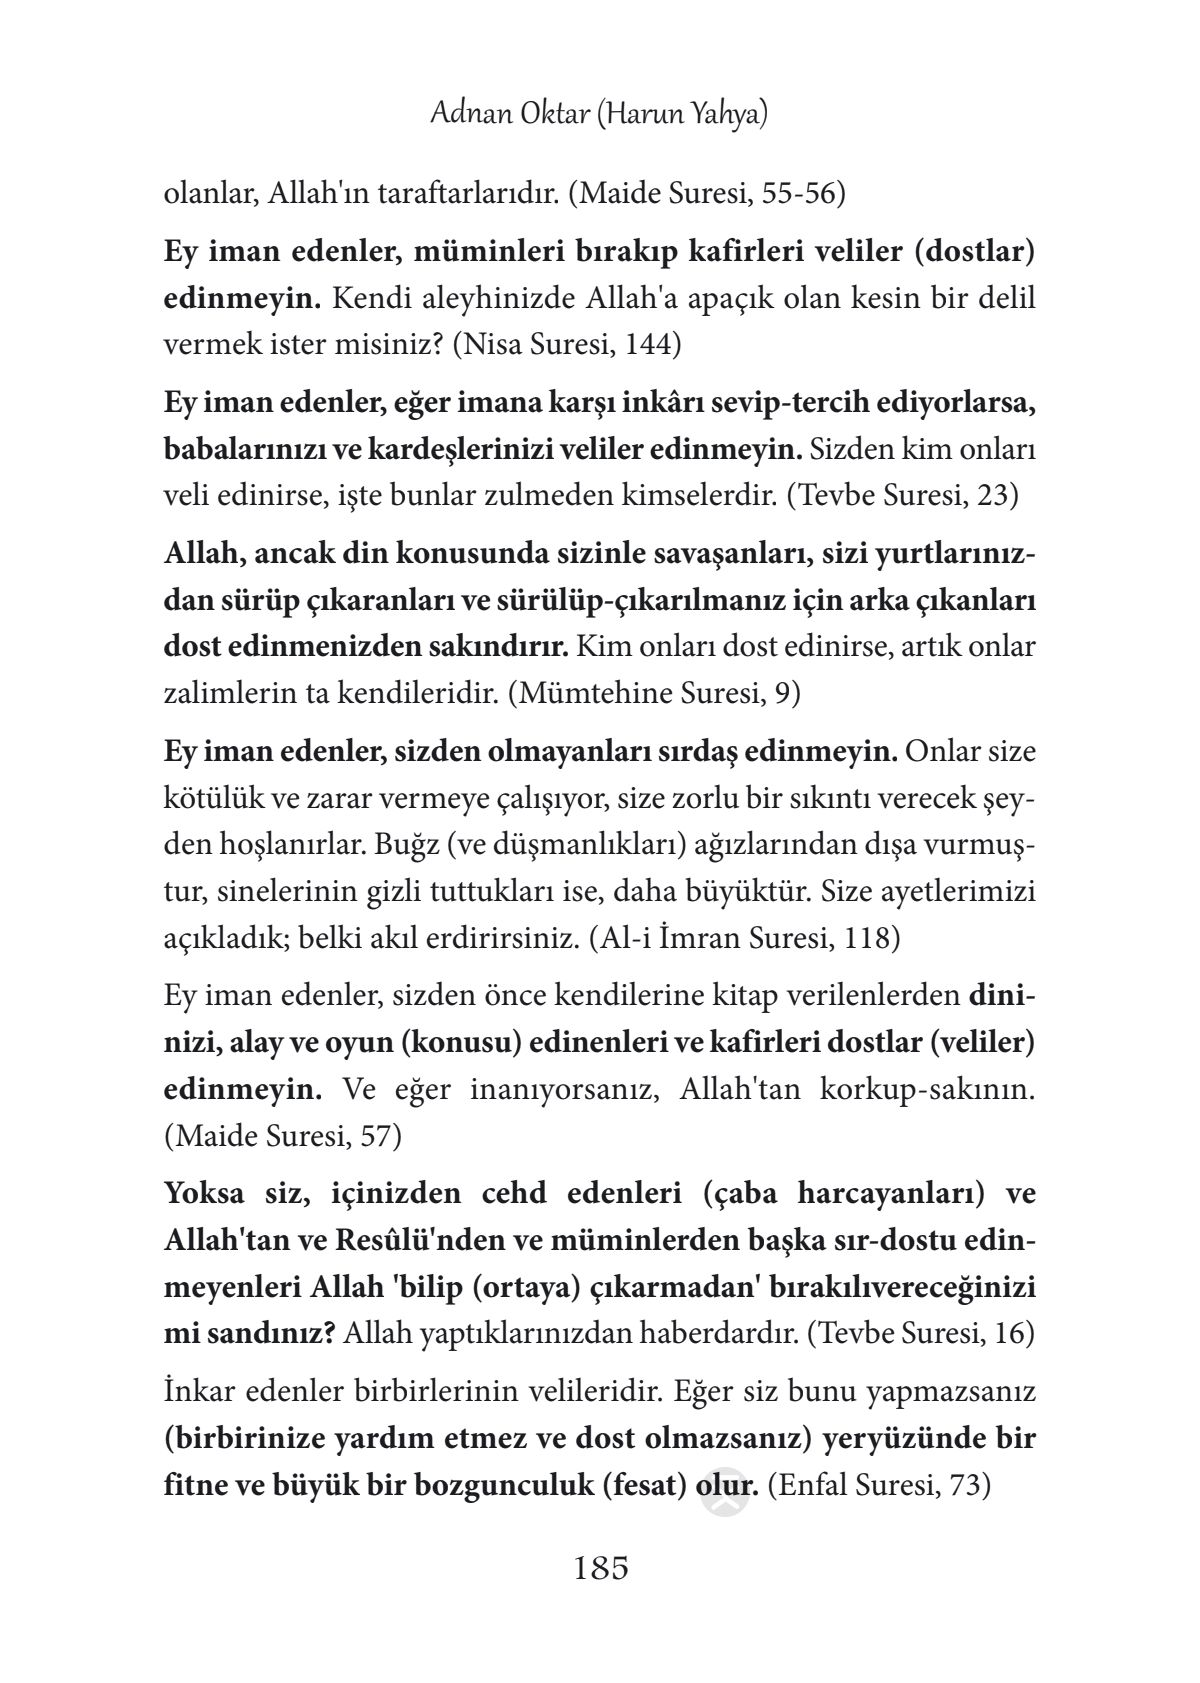 Adnan Oktar (Harun Yahya)
olanlar, Allah'ın taraftarlarıdır. (Maide Suresi, 55-56)
Ey iman edenler, müminleri bırakıp kafirleri veliler (dostlar)
edinmeyin. Kendi aleyhinizde Allah'a apaçık olan kesin bir delil
vermek ister misiniz? (Nisa Suresi, 144)
Ey iman edenler, eğer imana karşı inkârı sevip-tercih ediyorlarsa,
babalarınızı ve kardeşlerinizi veliler edinmeyin. Sizden kim onları
veli edinirse, işte bunlar zulmeden kimselerdir. (Tevbe Suresi, 23)
Allah, ancak din konusunda sizinle savaşanları, sizi yurtlarınız-
dan sürüp çıkaranları ve sürülüp-çıkarılmanız için arka çıkanları
dost edinmenizden sakındırır. Kim onları dost edinirse, artık onlar
zalimlerin ta kendileridir. (Mümtehine Suresi, 9)
Ey iman edenler, sizden olmayanları sırdaş edinmeyin. Onlar size
kötülük ve zarar vermeye çalışıyor, size zorlu bir sıkıntı verecek şey-
den hoşlanırlar. Buğz (ve düşmanlıkları) ağızlarından dışa vurmuş-
tur, sinelerinin gizli tuttukları ise, daha büyüktür. Size ayetlerimizi
açıkladık; belki akıl erdirirsiniz. (Al-i İmran Suresi, 118)
Ey iman edenler, sizden önce kendilerine kitap verilenlerden dini-
nizi, alay ve oyun (konusu) edinenleri ve kafirleri dostlar (veliler)
edinmeyin. Ve eğer inanıyorsanız, Allah'tan korkup-sakının.
(Maide Suresi, 57)
Yoksa siz, içinizden cehd edenleri (çaba harcayanları) ve
Allah'tan ve Resûlü'nden ve müminlerden başka sır-dostu edin-
meyenleri Allah 'bilip (ortaya) çıkarmadan' bırakılıvereceğinizi
mi sandınız? Allah yaptıklarınızdan haberdardır. (Tevbe Suresi, 16)
İnkar edenler birbirlerinin velileridir. Eğer siz bunu yapmazsanız
(birbirinize yardım etmez ve dost olmazsanız) yeryüzünde bir
fitne ve büyük bir bozgunculuk (fesat) olur. (Enfal Suresi, 73)
185